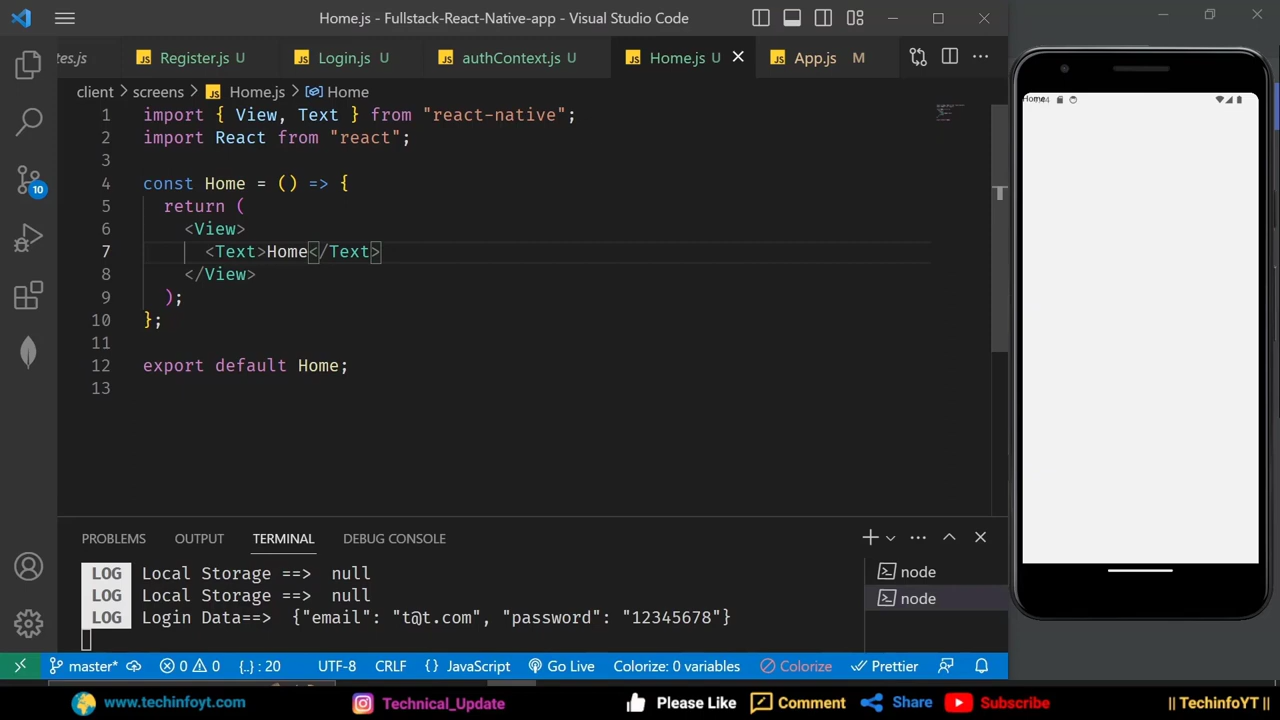 Home.js - Fullstack-React-Native-app - Visual Studio Code
tes.js Register.js U Login.js U authContext.js U Home.js U App.js M
client > screens > Home.js > Home
1 import { View, Text } from "react-native";
2 import React from "react";
3
4 const Home = () => {
5 return (
6 <View>
7 <Text>Home</Text>
8 </View>
9 );
10 };
11
12 export default Home;
13
Home
10
PROBLEMS OUTPUT TERMINAL DEBUG CONSOLE
LOG Local Storage ==> null
LOG Local Storage ==> null
LOG Login Data==> {"email": "t@t.com", "password": "12345678"}
node
node
master* 0 0 {..} : 20 UTF-8 CRLF {} JavaScript Go Live Colorize: 0 variables Colorize Prettier
www.techinfoyt.com Technical_Update Please Like Comment Share Subscribe || TechinfoYT ||